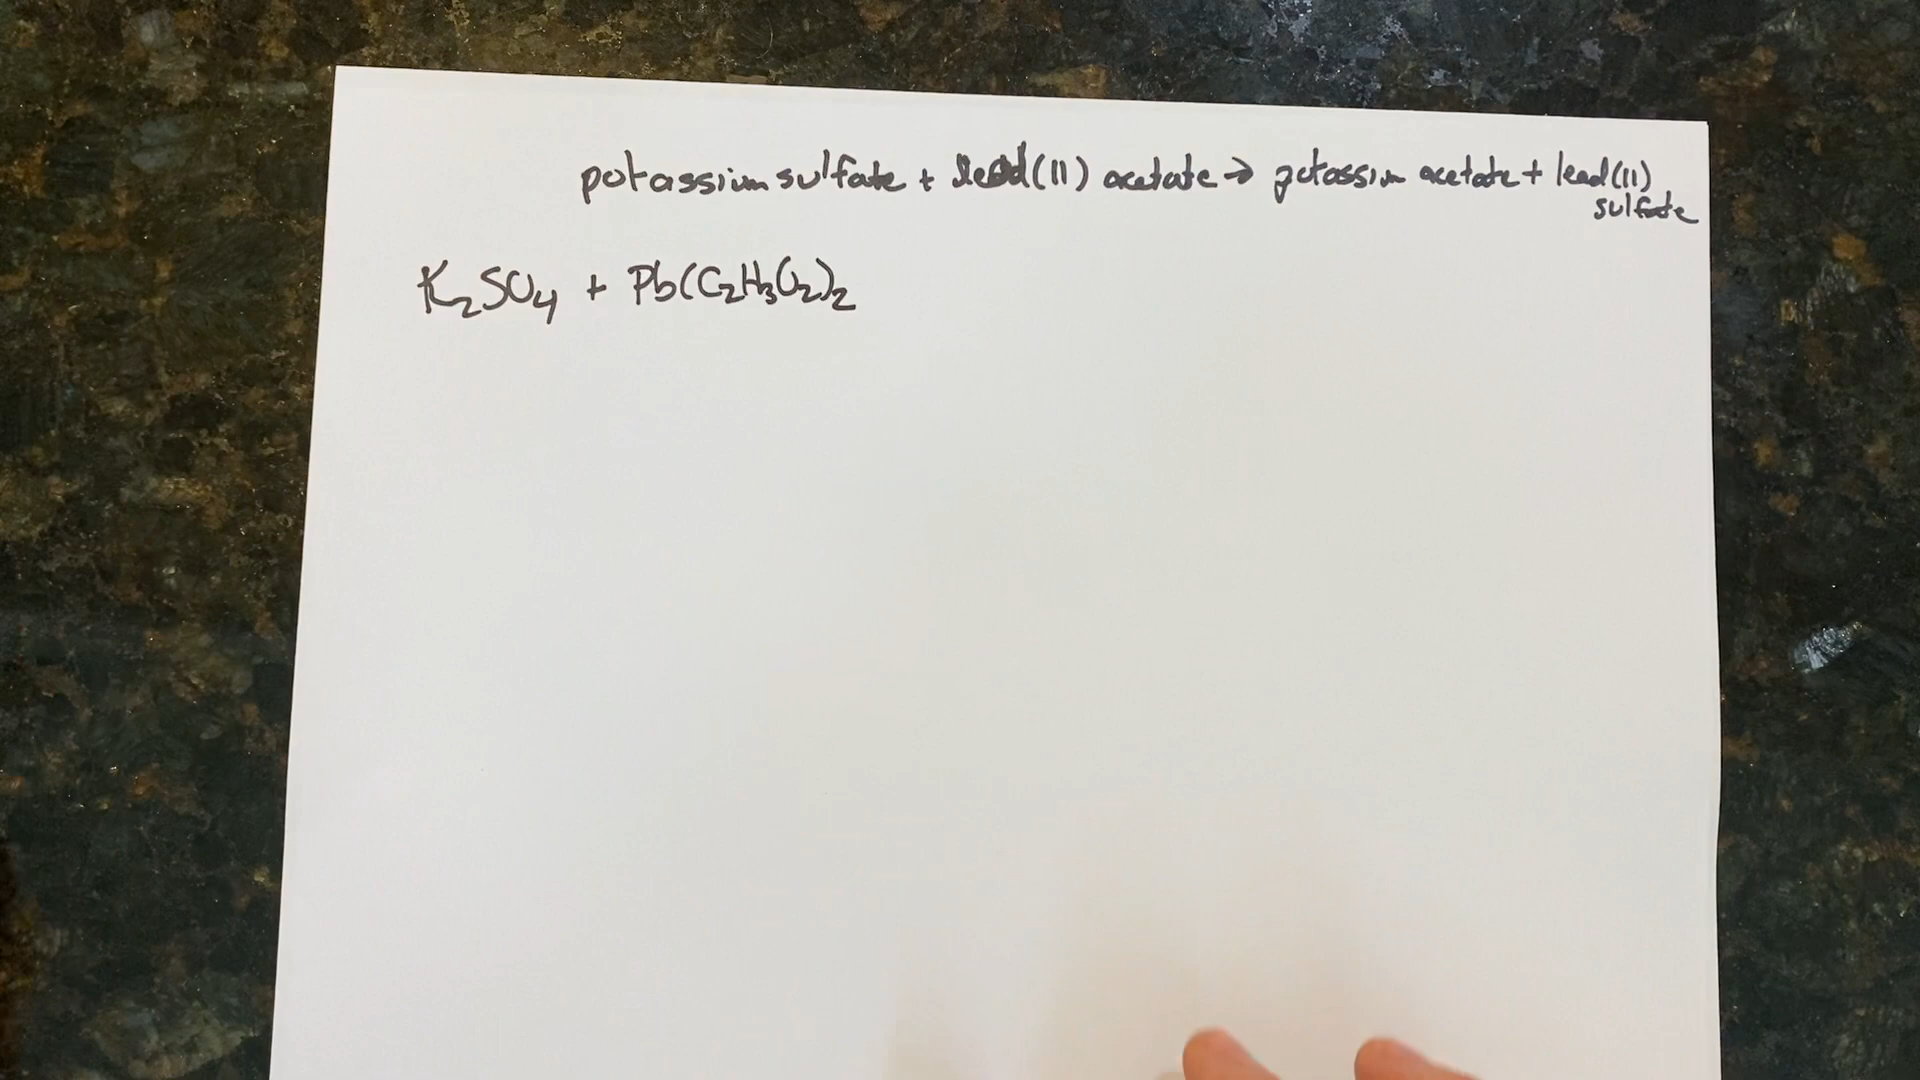 potassium sulfate + lead(II) acetate → potassium acetate + lead(II)
sulfate
K₂SO₄ + Pb(C₂H₃O₂)₂